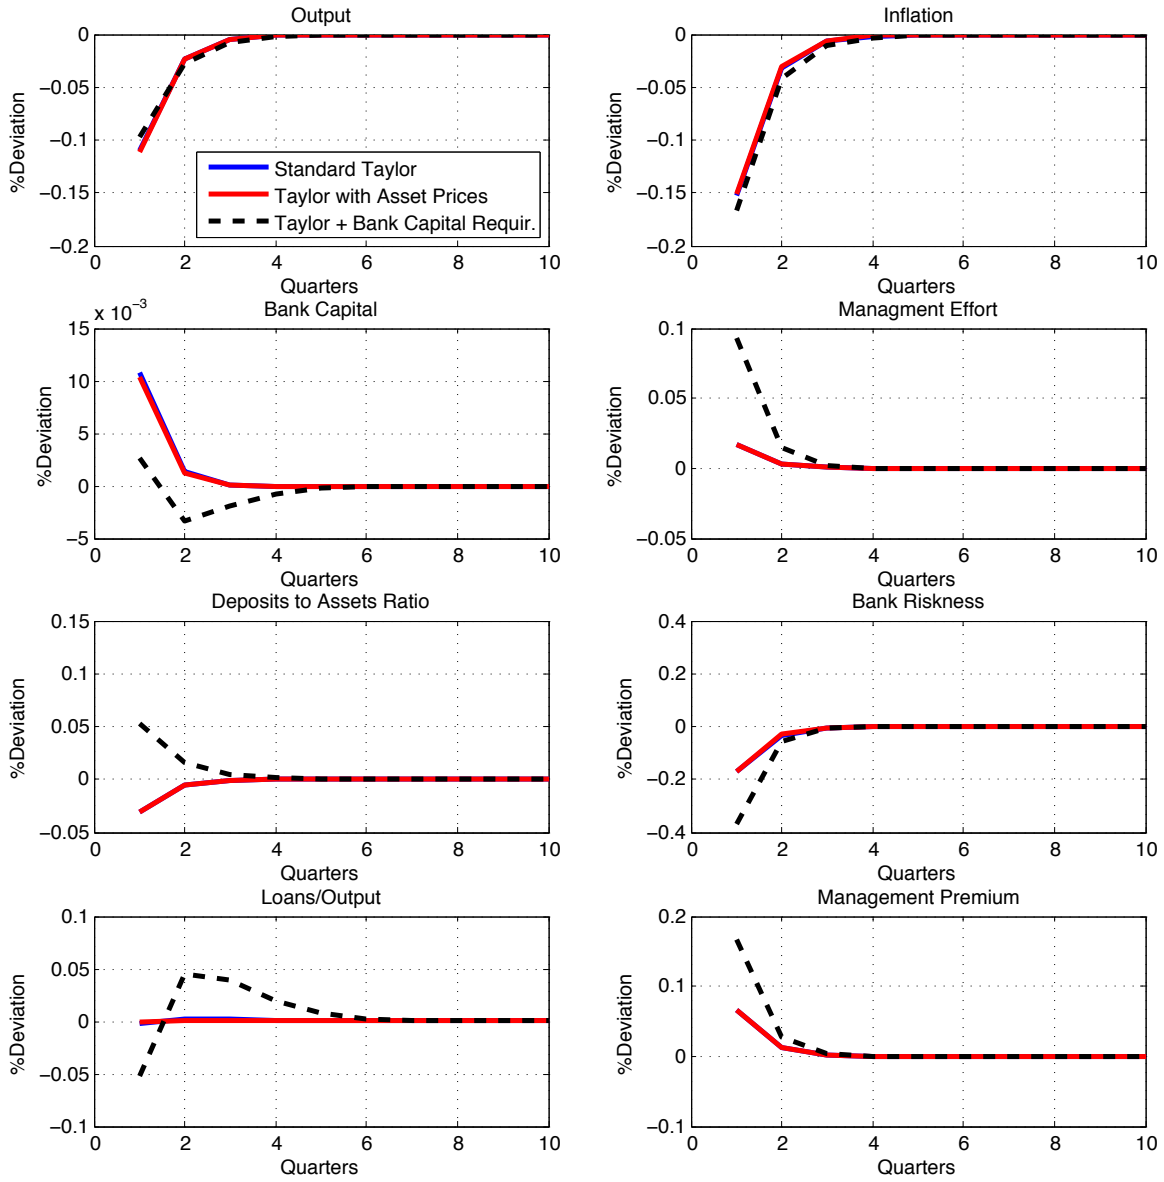 Output
0
−0.05
−0.1
−0.15
−0.2
%Deviation
Standard Taylor
Taylor with Asset Prices
Taylor + Bank Capital Requir.
0 2 4 6 8 10
Quarters
Inflation
0
−0.05
−0.1
−0.15
−0.2
%Deviation
0 2 4 6 8 10
Quarters
x 10−3
Bank Capital
15
10
5
0
−5
%Deviation
0 2 4 6 8 10
Quarters
Managment Effort
0.1
0.05
0
−0.05
%Deviation
0 2 4 6 8 10
Quarters
Deposits to Assets Ratio
0.15
0.1
0.05
0
−0.05
%Deviation
0 2 4 6 8 10
Quarters
Bank Riskness
0.4
0.2
0
−0.2
−0.4
%Deviation
0 2 4 6 8 10
Quarters
Loans/Output
0.1
0.05
0
−0.05
−0.1
%Deviation
0 2 4 6 8 10
Quarters
Management Premium
0.2
0.1
0
−0.1
%Deviation
0 2 4 6 8 10
Quarters